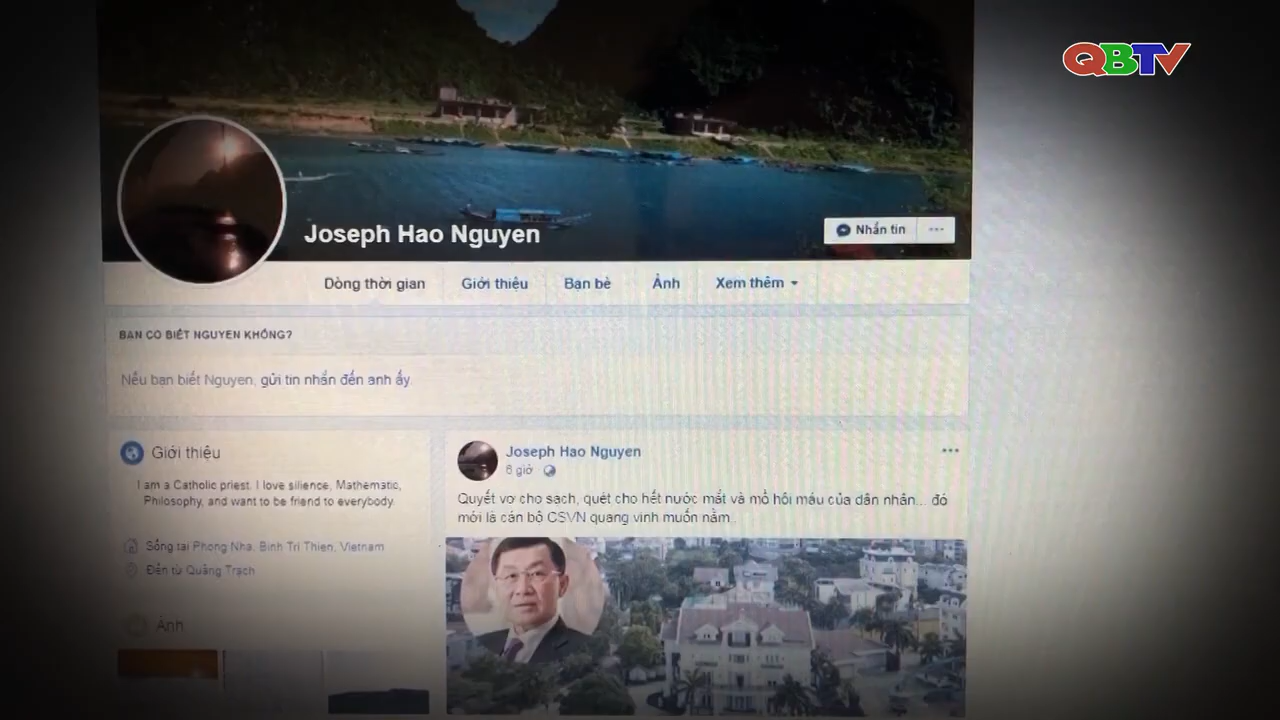 QBTV
Joseph Hao Nguyen
Nhắn tin
Dòng thời gian
Giới thiệu
Bạn bè
Ảnh
Xem thêm
BẠN CÓ BIẾT NGUYEN KHÔNG?
Nếu bạn biết Nguyen, gửi tin nhắn đến anh ấy.
Giới thiệu
I am a Catholic priest. I love silience, Mathematic,
Philosophy, and want to be friend to everybody.
Sống tại Phong Nha, Bình Trị Thiên, Vietnam
Đến từ Quảng Trạch
Ảnh
Joseph Hao Nguyen
6 giờ
Quyết vơ cho sạch, quét cho hết nước mắt và mồ hôi máu của dân nhân... đó
mới là cán bộ CSVN quang vinh muốn nằm..